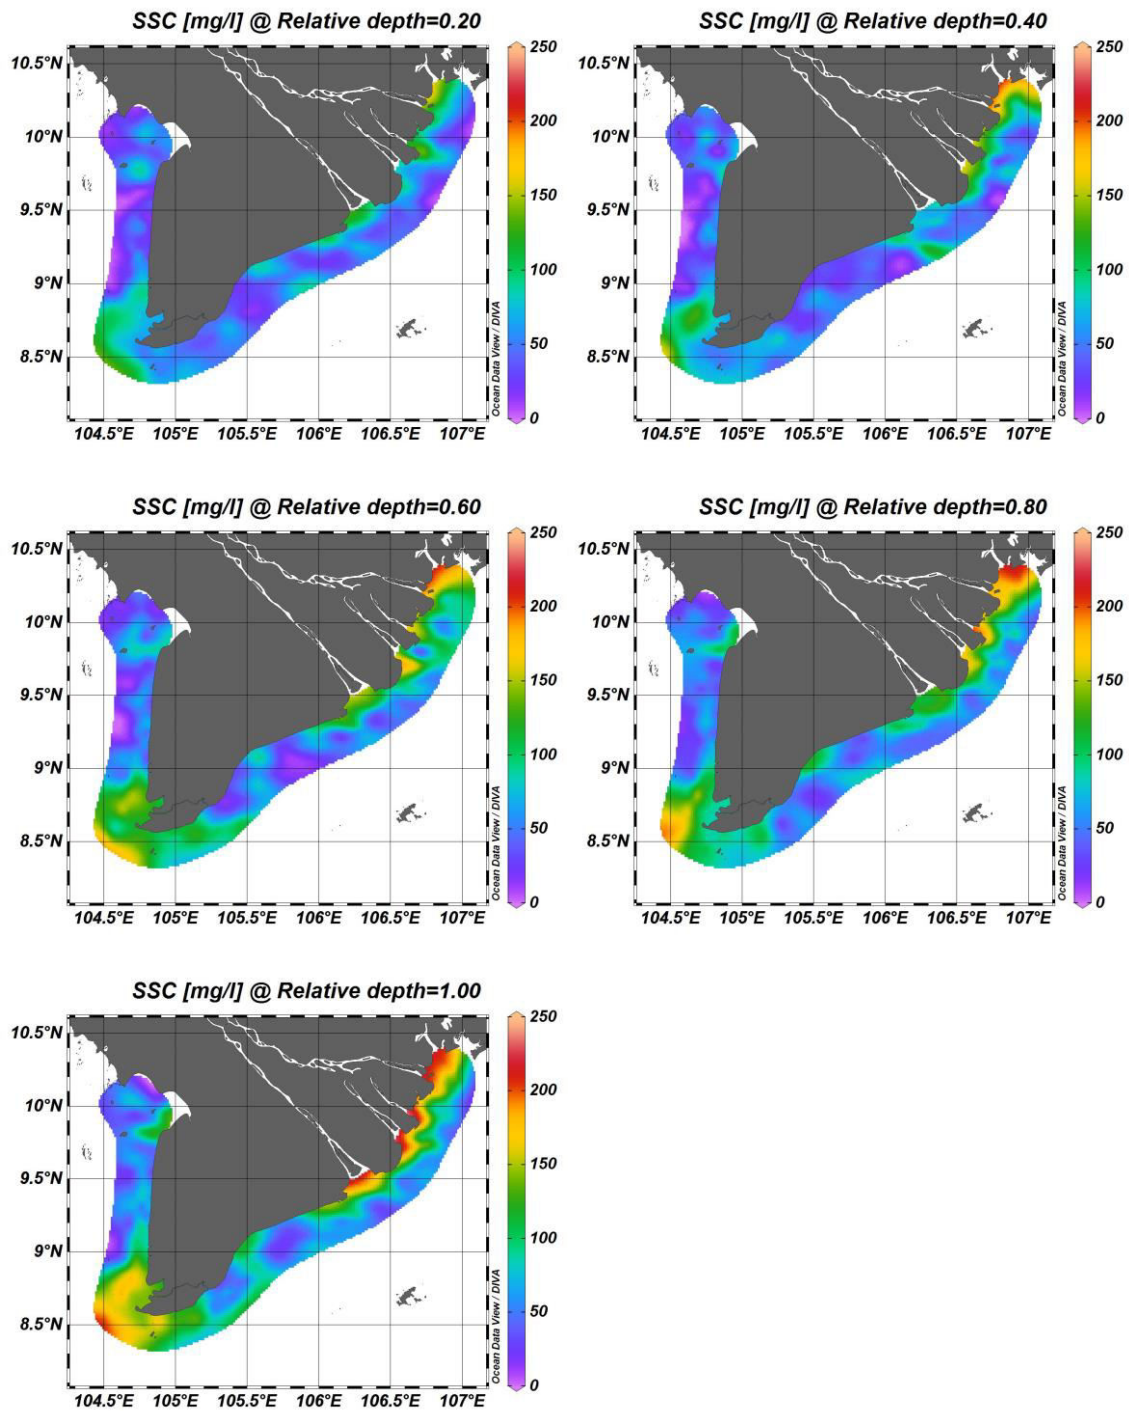 SSC [mg/l] @ Relative depth=0.20
10.5°N
10°N
9.5°N
9°N
8.5°N
104.5°E 105°E 105.5°E 106°E 106.5°E 107°E
250
200
150
100
50
0
Ocean Data View / DIVA
SSC [mg/l] @ Relative depth=0.40
10.5°N
10°N
9.5°N
9°N
8.5°N
104.5°E 105°E 105.5°E 106°E 106.5°E 107°E
250
200
150
100
50
0
Ocean Data View / DIVA
SSC [mg/l] @ Relative depth=0.60
10.5°N
10°N
9.5°N
9°N
8.5°N
104.5°E 105°E 105.5°E 106°E 106.5°E 107°E
250
200
150
100
50
0
Ocean Data View / DIVA
SSC [mg/l] @ Relative depth=0.80
10.5°N
10°N
9.5°N
9°N
8.5°N
104.5°E 105°E 105.5°E 106°E 106.5°E 107°E
250
200
150
100
50
0
Ocean Data View / DIVA
SSC [mg/l] @ Relative depth=1.00
10.5°N
10°N
9.5°N
9°N
8.5°N
104.5°E 105°E 105.5°E 106°E 106.5°E 107°E
250
200
150
100
50
0
Ocean Data View / DIVA